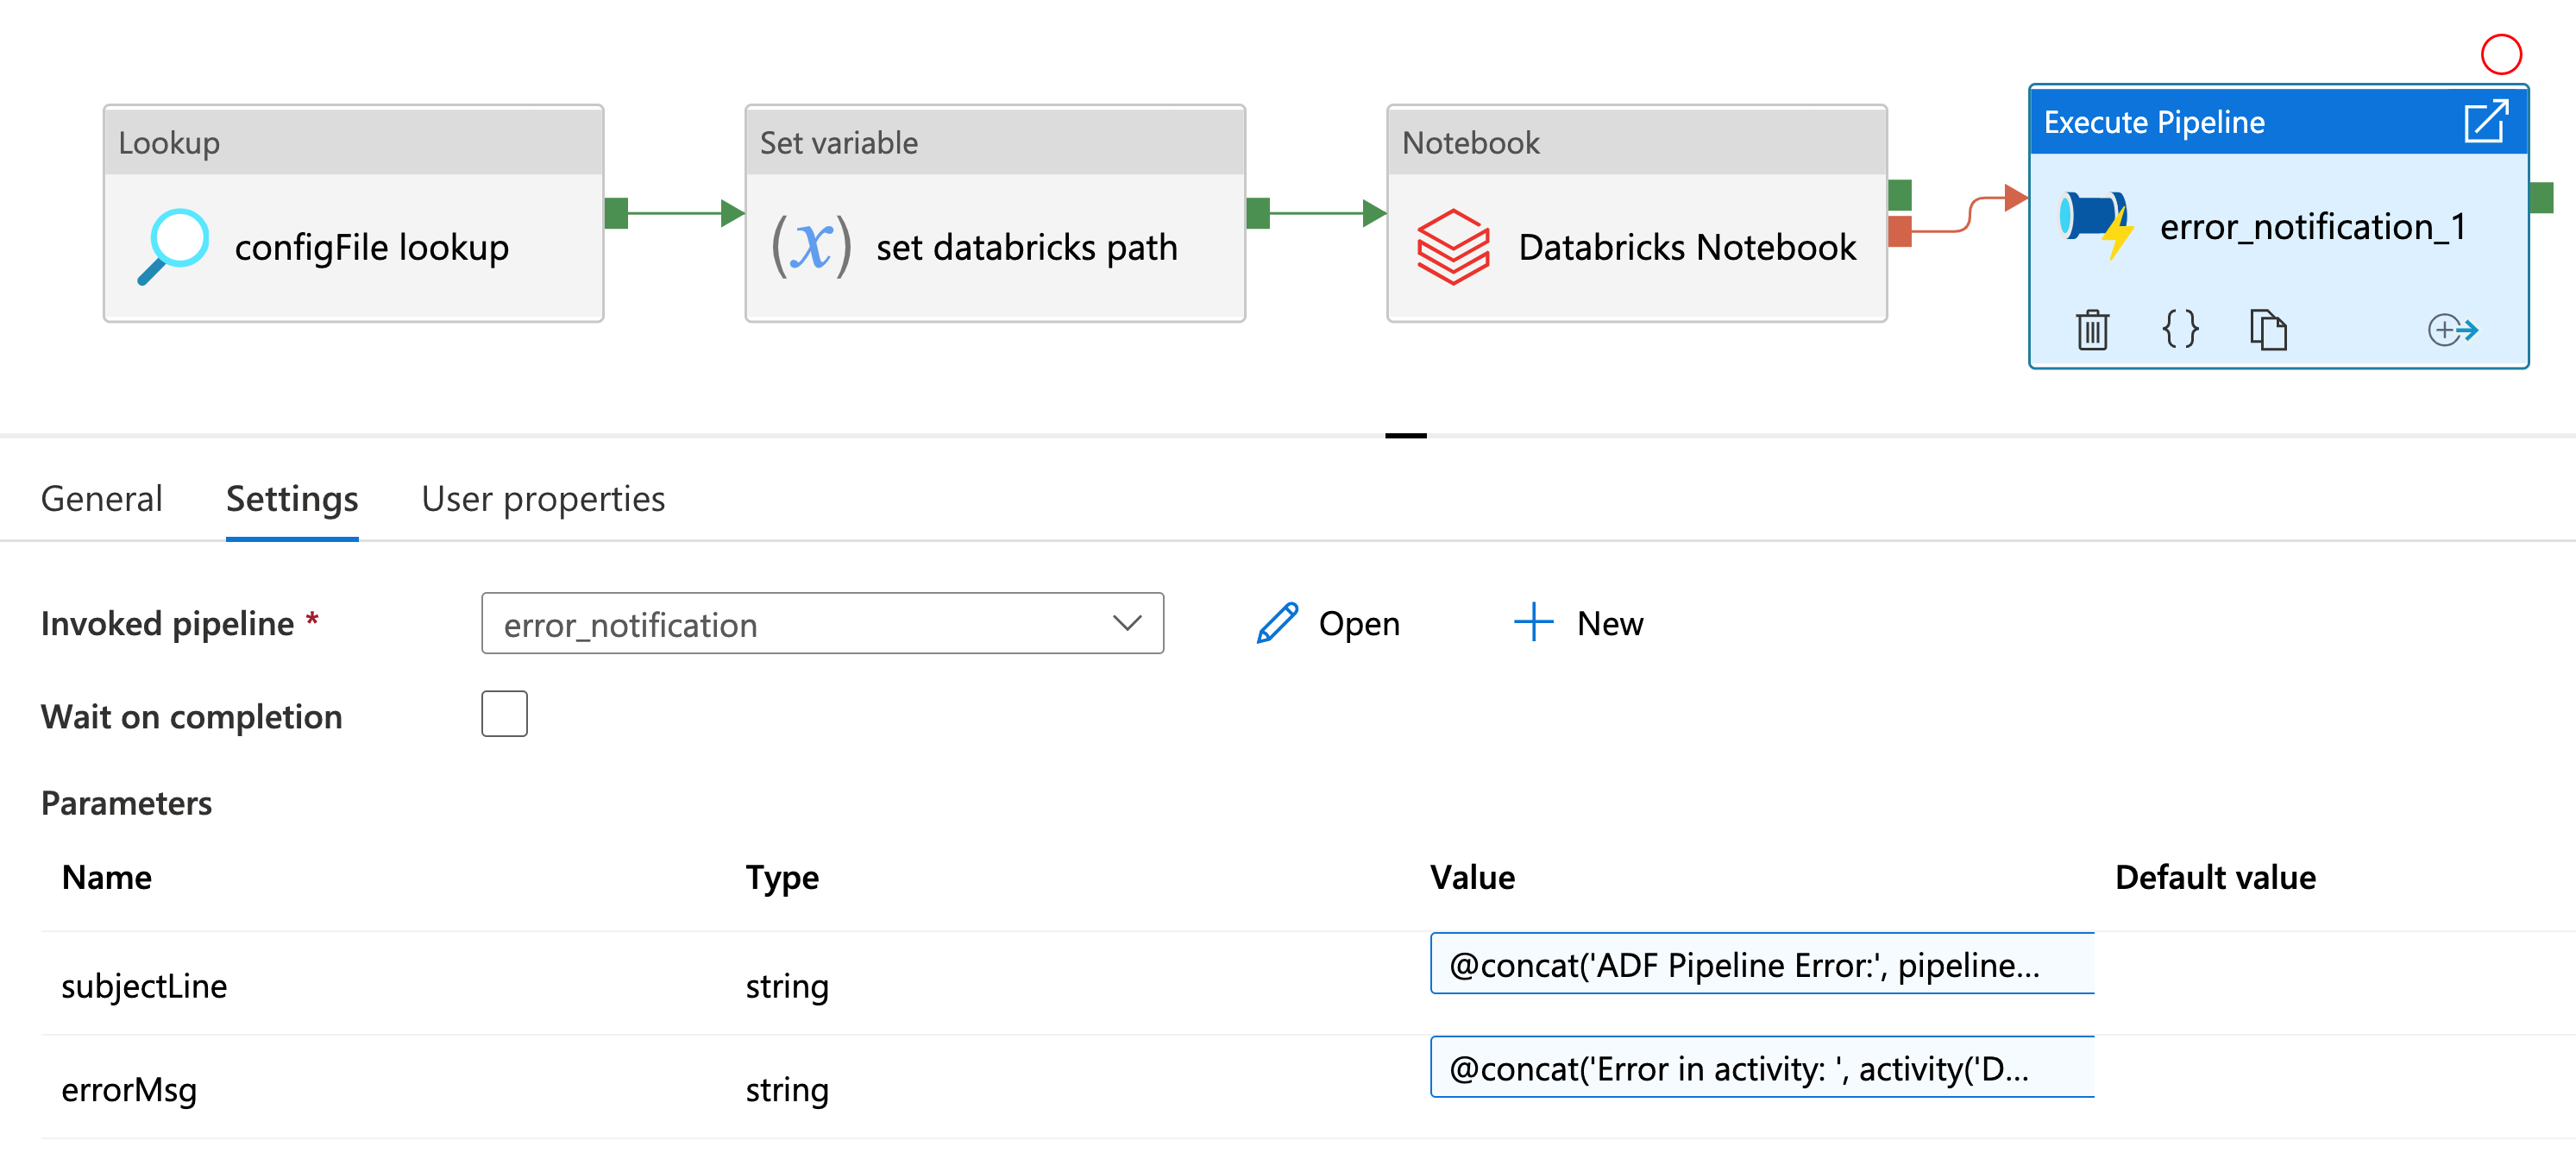 Lookup
configFile lookup
Set variable
(x) set databricks path
Notebook
Databricks Notebook
Execute Pipeline
error_notification_1
{}
General Settings User properties
Invoked pipeline * error_notification Open New
Wait on completion
Parameters
Name Type Value Default value
subjectLine string @concat('ADF Pipeline Error:', pipeline...
errorMsg string @concat('Error in activity: ', activity('D...